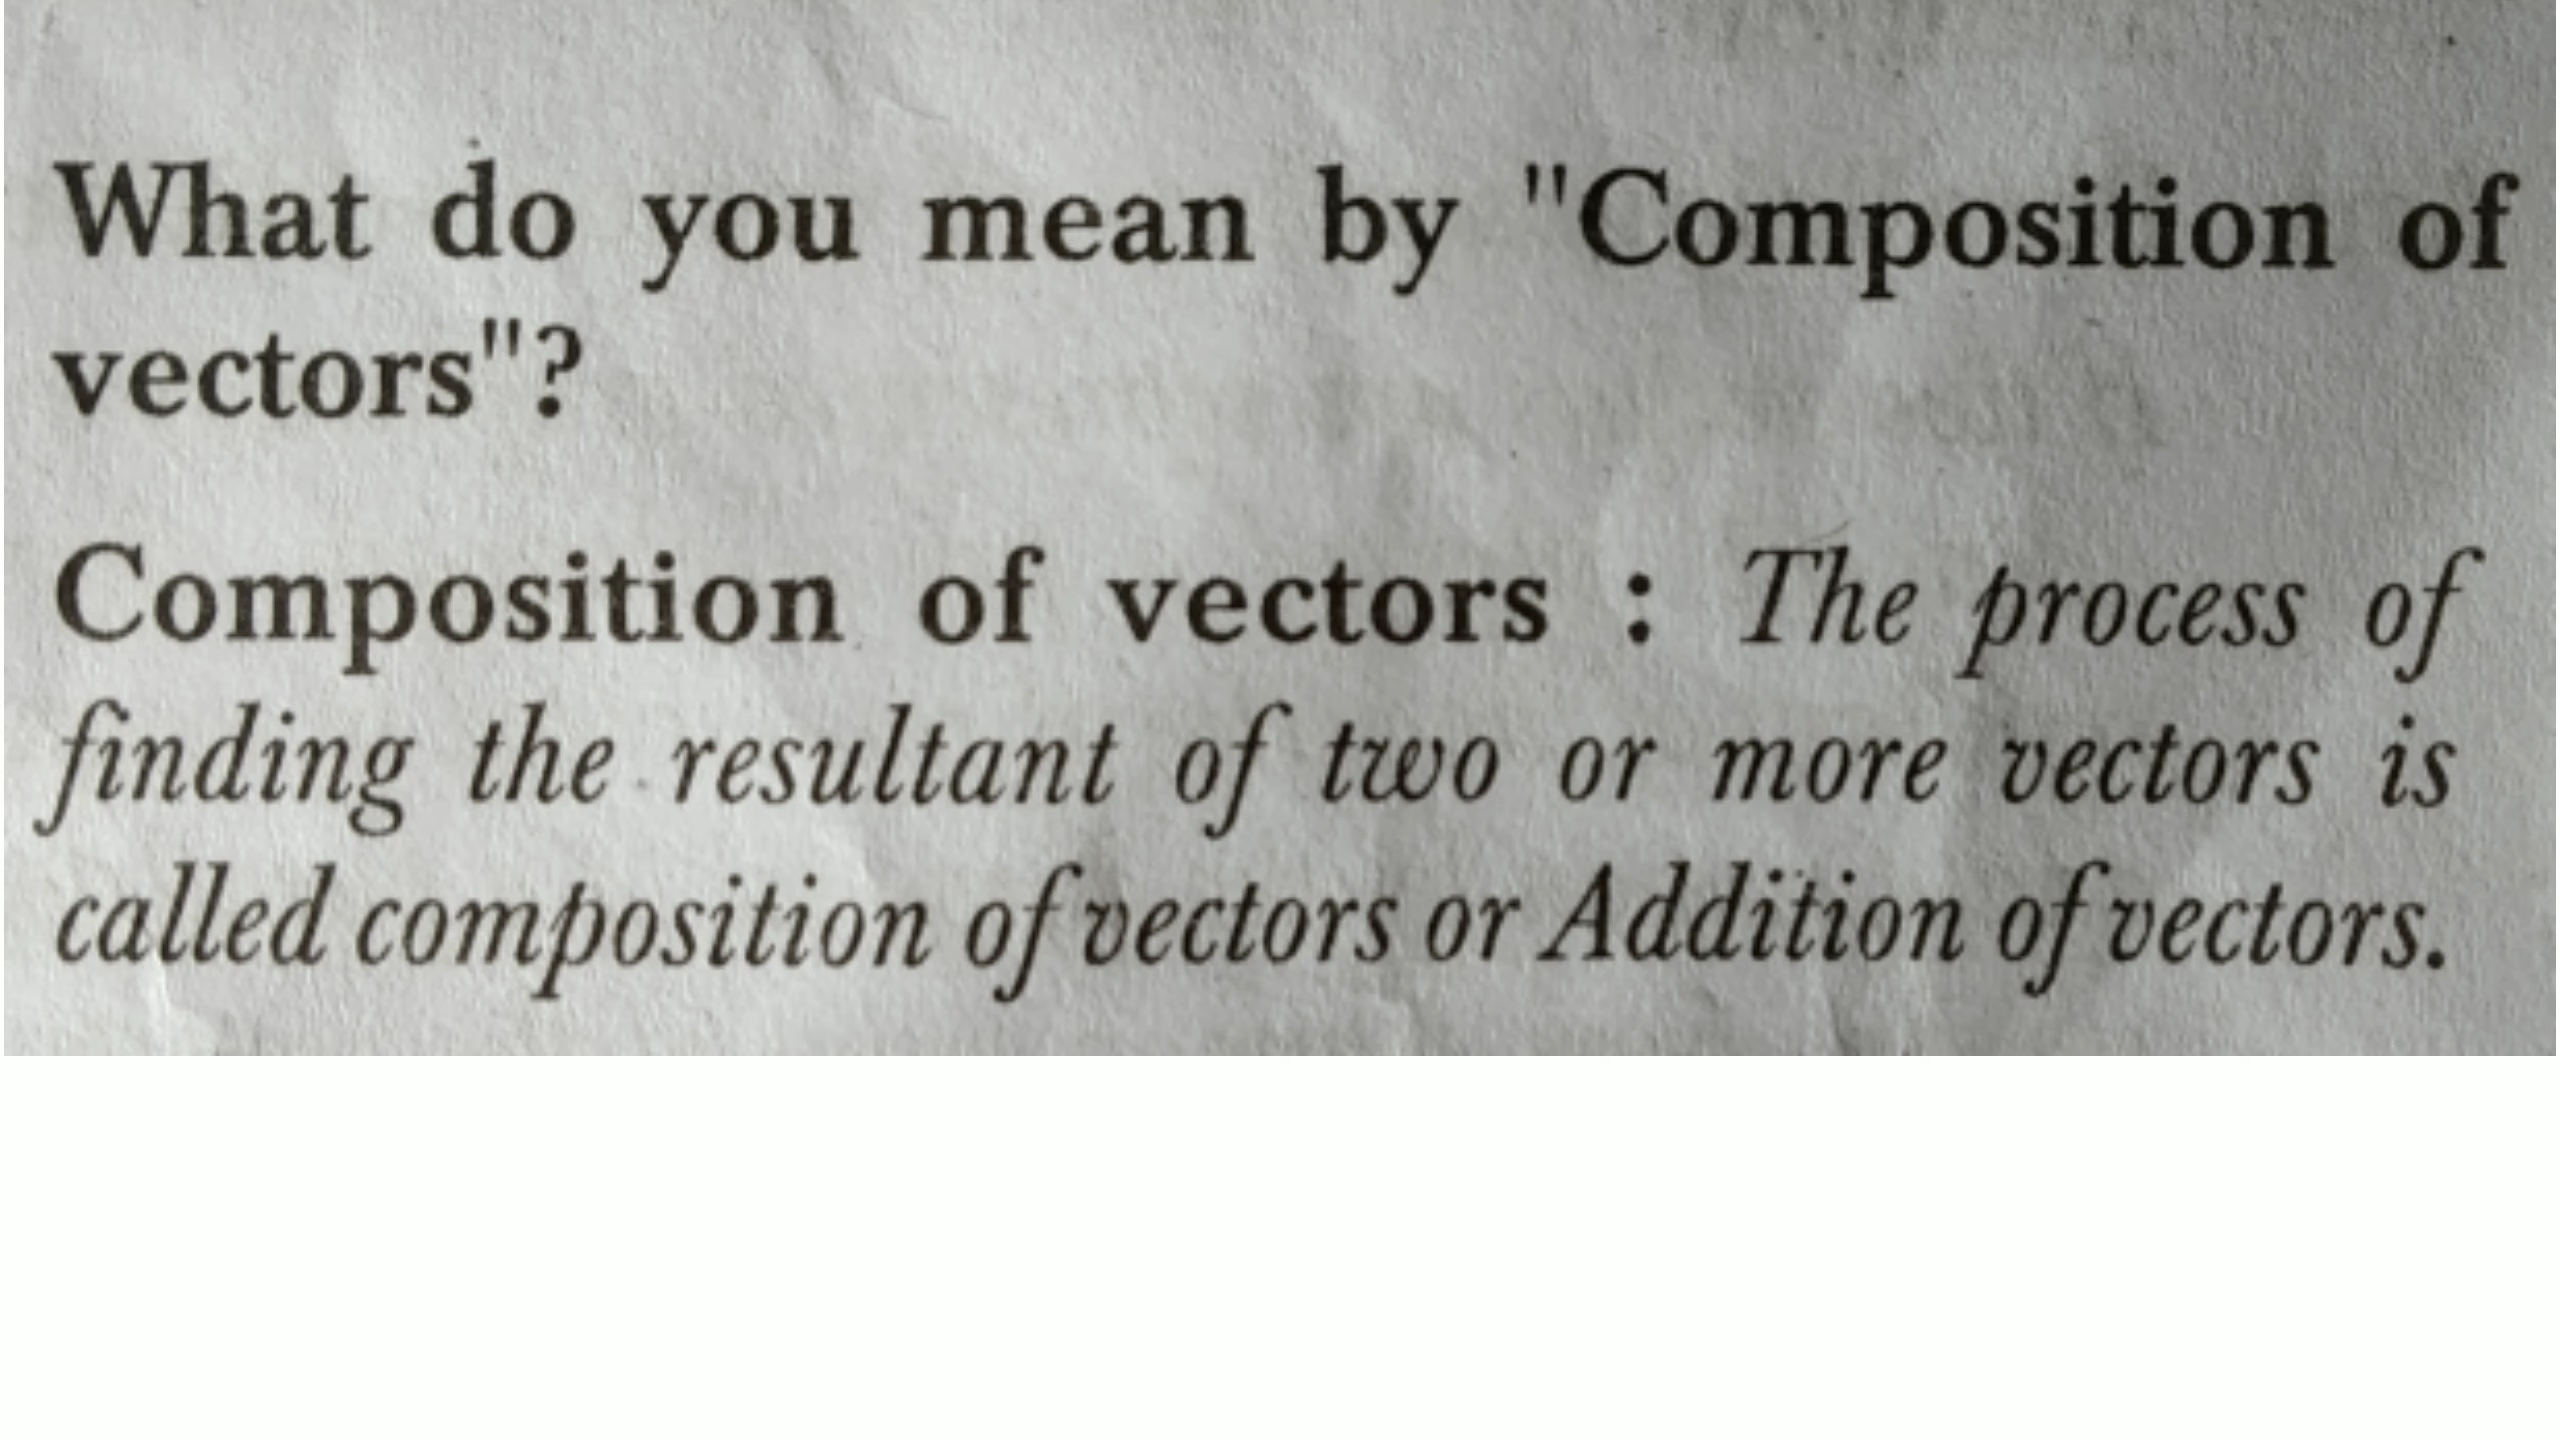 What do you mean by "Composition of
vectors"?
Composition of vectors : The process of
finding the resultant of two or more vectors is
called composition of vectors or Addition of vectors.